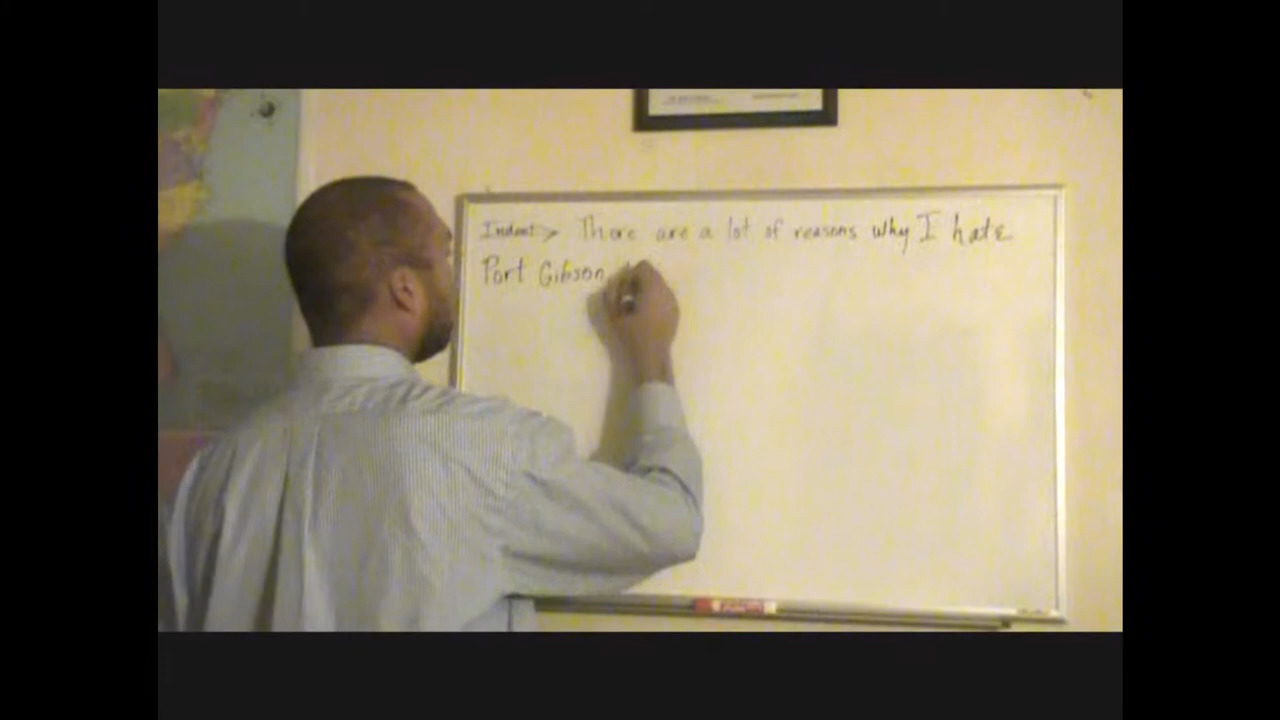 Indent> There are a lot of reasons why I hate
Port Gibson